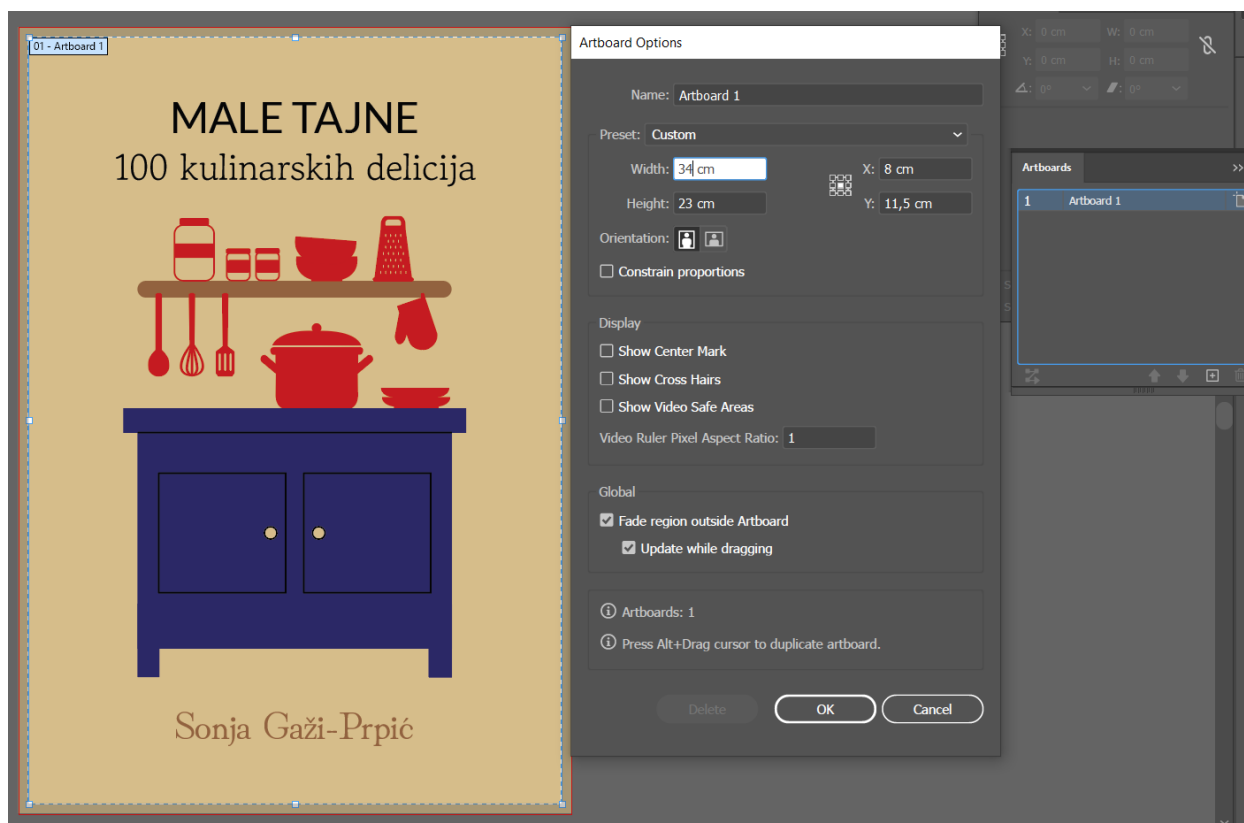 01 - Artboard 1
MALE TAJNE
100 kulinarskih delicija
Sonja Gaži-Prpić
Artboard Options
Name: Artboard 1
Preset: Custom
Width: 34 cm X: 8 cm
Height: 23 cm Y: 11,5 cm
Orientation:
Constrain proportions
Display
Show Center Mark
Show Cross Hairs
Show Video Safe Areas
Video Ruler Pixel Aspect Ratio: 1
Global
Fade region outside Artboard
Update while dragging
Artboards: 1
Press Alt+Drag cursor to duplicate artboard.
Delete OK Cancel
X: 0 cm W: 0 cm
Y: 0 cm H: 0 cm
0° 0°
Artboards
1 Artboard 1